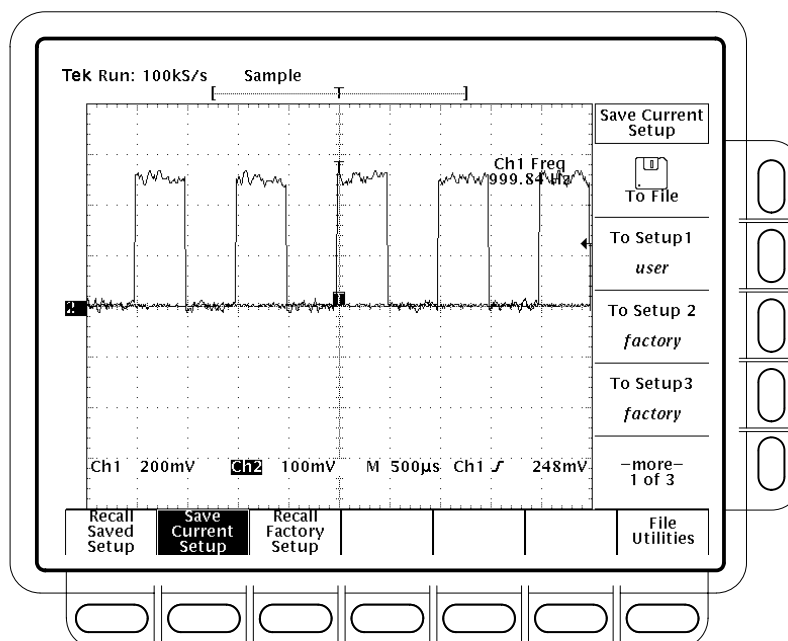 Tek Run: 100kS/s Sample
[ T ]
Save Current
Setup
Ch1 Freq
999.84 Hz
To File
To Setup1
user
To Setup 2
factory
To Setup3
factory
T
T
2
Ch1 200mV Ch2 100mV M 500µs Ch1 248mV
–more–
1 of 3
Recall
Saved
Setup
Save
Current
Setup
Recall
Factory
Setup
File
Utilities